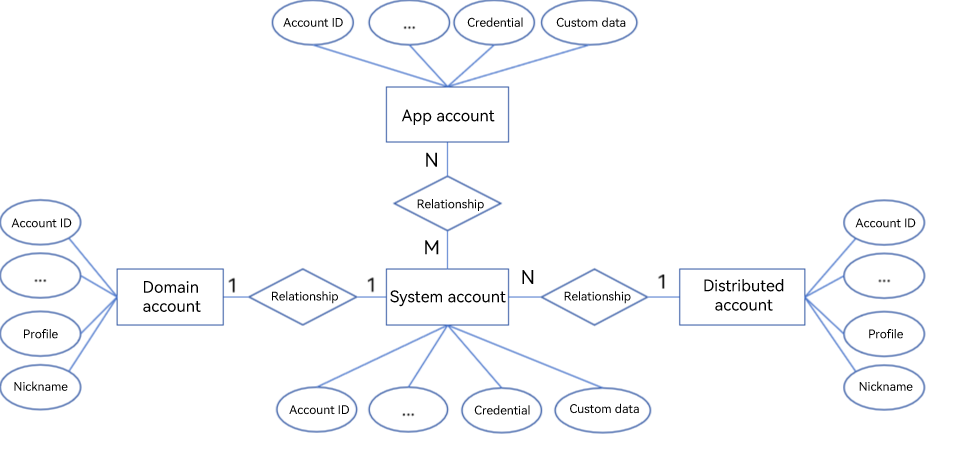 Account ID
...
Credential
Custom data
App account
N
Relationship
M
Account ID
...
Profile
Nickname
Domain
account
1
Relationship
1
System account
N
Relationship
1
Distributed
account
Account ID
...
Profile
Nickname
Account ID
...
Credential
Custom data